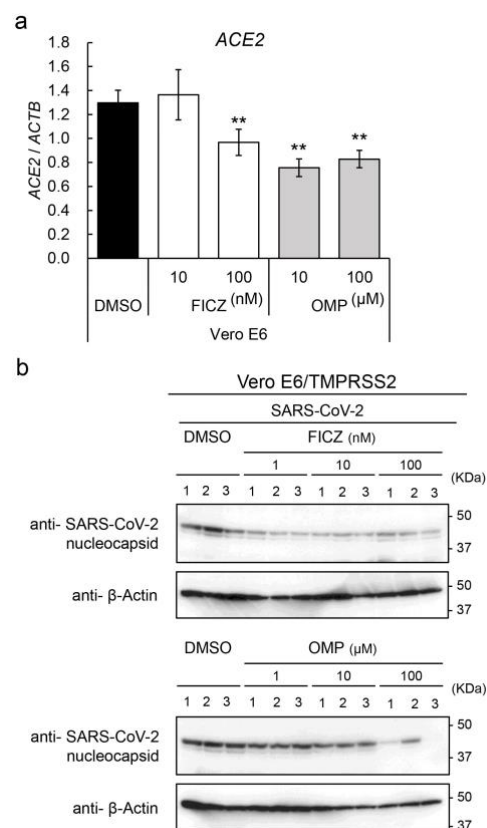 a
ACE2
ACE2 / ACTB
1.8
1.6
1.4
1.2
1.0
0.8
0.6
0.4
0.2
0.0
** ** **
10 100 10 100
DMSO FICZ (nM) OMP (µM)
Vero E6
b
Vero E6/TMPRSS2
SARS-CoV-2
DMSO FICZ (nM)
1 10 100
(KDa)
1 2 3 1 2 3 1 2 3 1 2 3
anti- SARS-CoV-2
nucleocapsid
50
37
anti- β-Actin
50
37
DMSO OMP (µM)
1 10 100
(KDa)
1 2 3 1 2 3 1 2 3 1 2 3
anti- SARS-CoV-2
nucleocapsid
50
37
anti- β-Actin
50
37